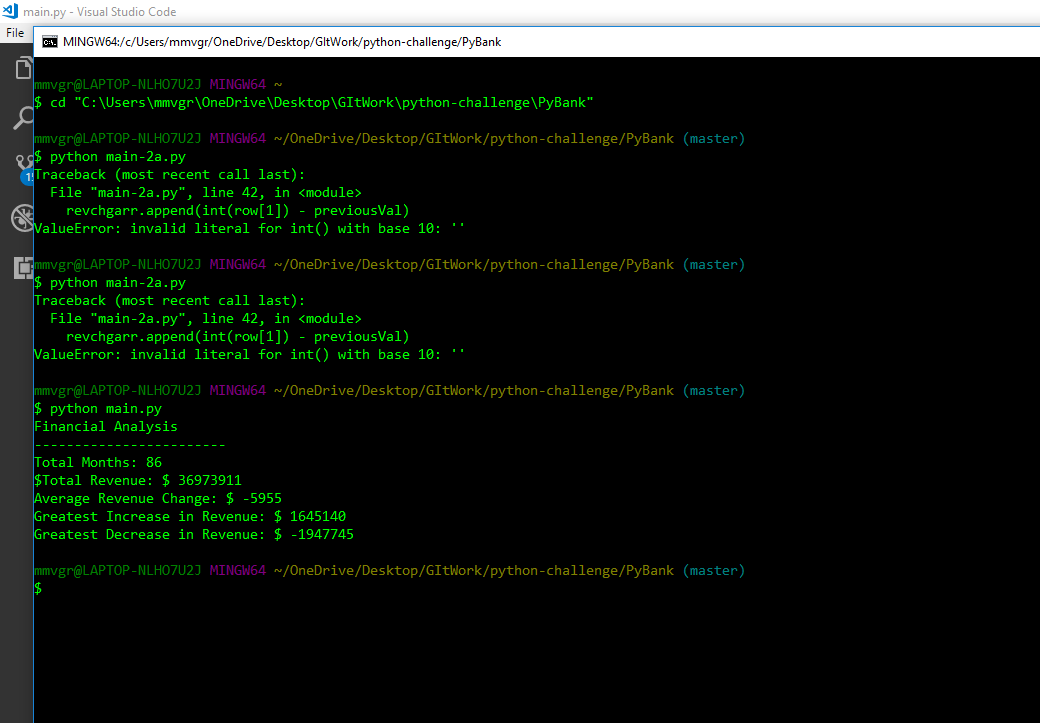 main.py - Visual Studio Code
File
MINGW64:/c/Users/mmvgr/OneDrive/Desktop/GItWork/python-challenge/PyBank
mmvgr@LAPTOP-NLHO7U2J MINGW64 ~
$ cd "C:\Users\mmvgr\OneDrive\Desktop\GItWork\python-challenge\PyBank"
mmvgr@LAPTOP-NLHO7U2J MINGW64 ~/OneDrive/Desktop/GItWork/python-challenge/PyBank (master)
$ python main-2a.py
Traceback (most recent call last):
  File "main-2a.py", line 42, in <module>
    revchgarr.append(int(row[1]) - previousVal)
ValueError: invalid literal for int() with base 10: ''
mmvgr@LAPTOP-NLHO7U2J MINGW64 ~/OneDrive/Desktop/GItWork/python-challenge/PyBank (master)
$ python main-2a.py
Traceback (most recent call last):
  File "main-2a.py", line 42, in <module>
    revchgarr.append(int(row[1]) - previousVal)
ValueError: invalid literal for int() with base 10: ''
mmvgr@LAPTOP-NLHO7U2J MINGW64 ~/OneDrive/Desktop/GItWork/python-challenge/PyBank (master)
$ python main.py
Financial Analysis
------------------------
Total Months: 86
$Total Revenue: $ 36973911
Average Revenue Change: $ -5955
Greatest Increase in Revenue: $ 1645140
Greatest Decrease in Revenue: $ -1947745
mmvgr@LAPTOP-NLHO7U2J MINGW64 ~/OneDrive/Desktop/GItWork/python-challenge/PyBank (master)
$